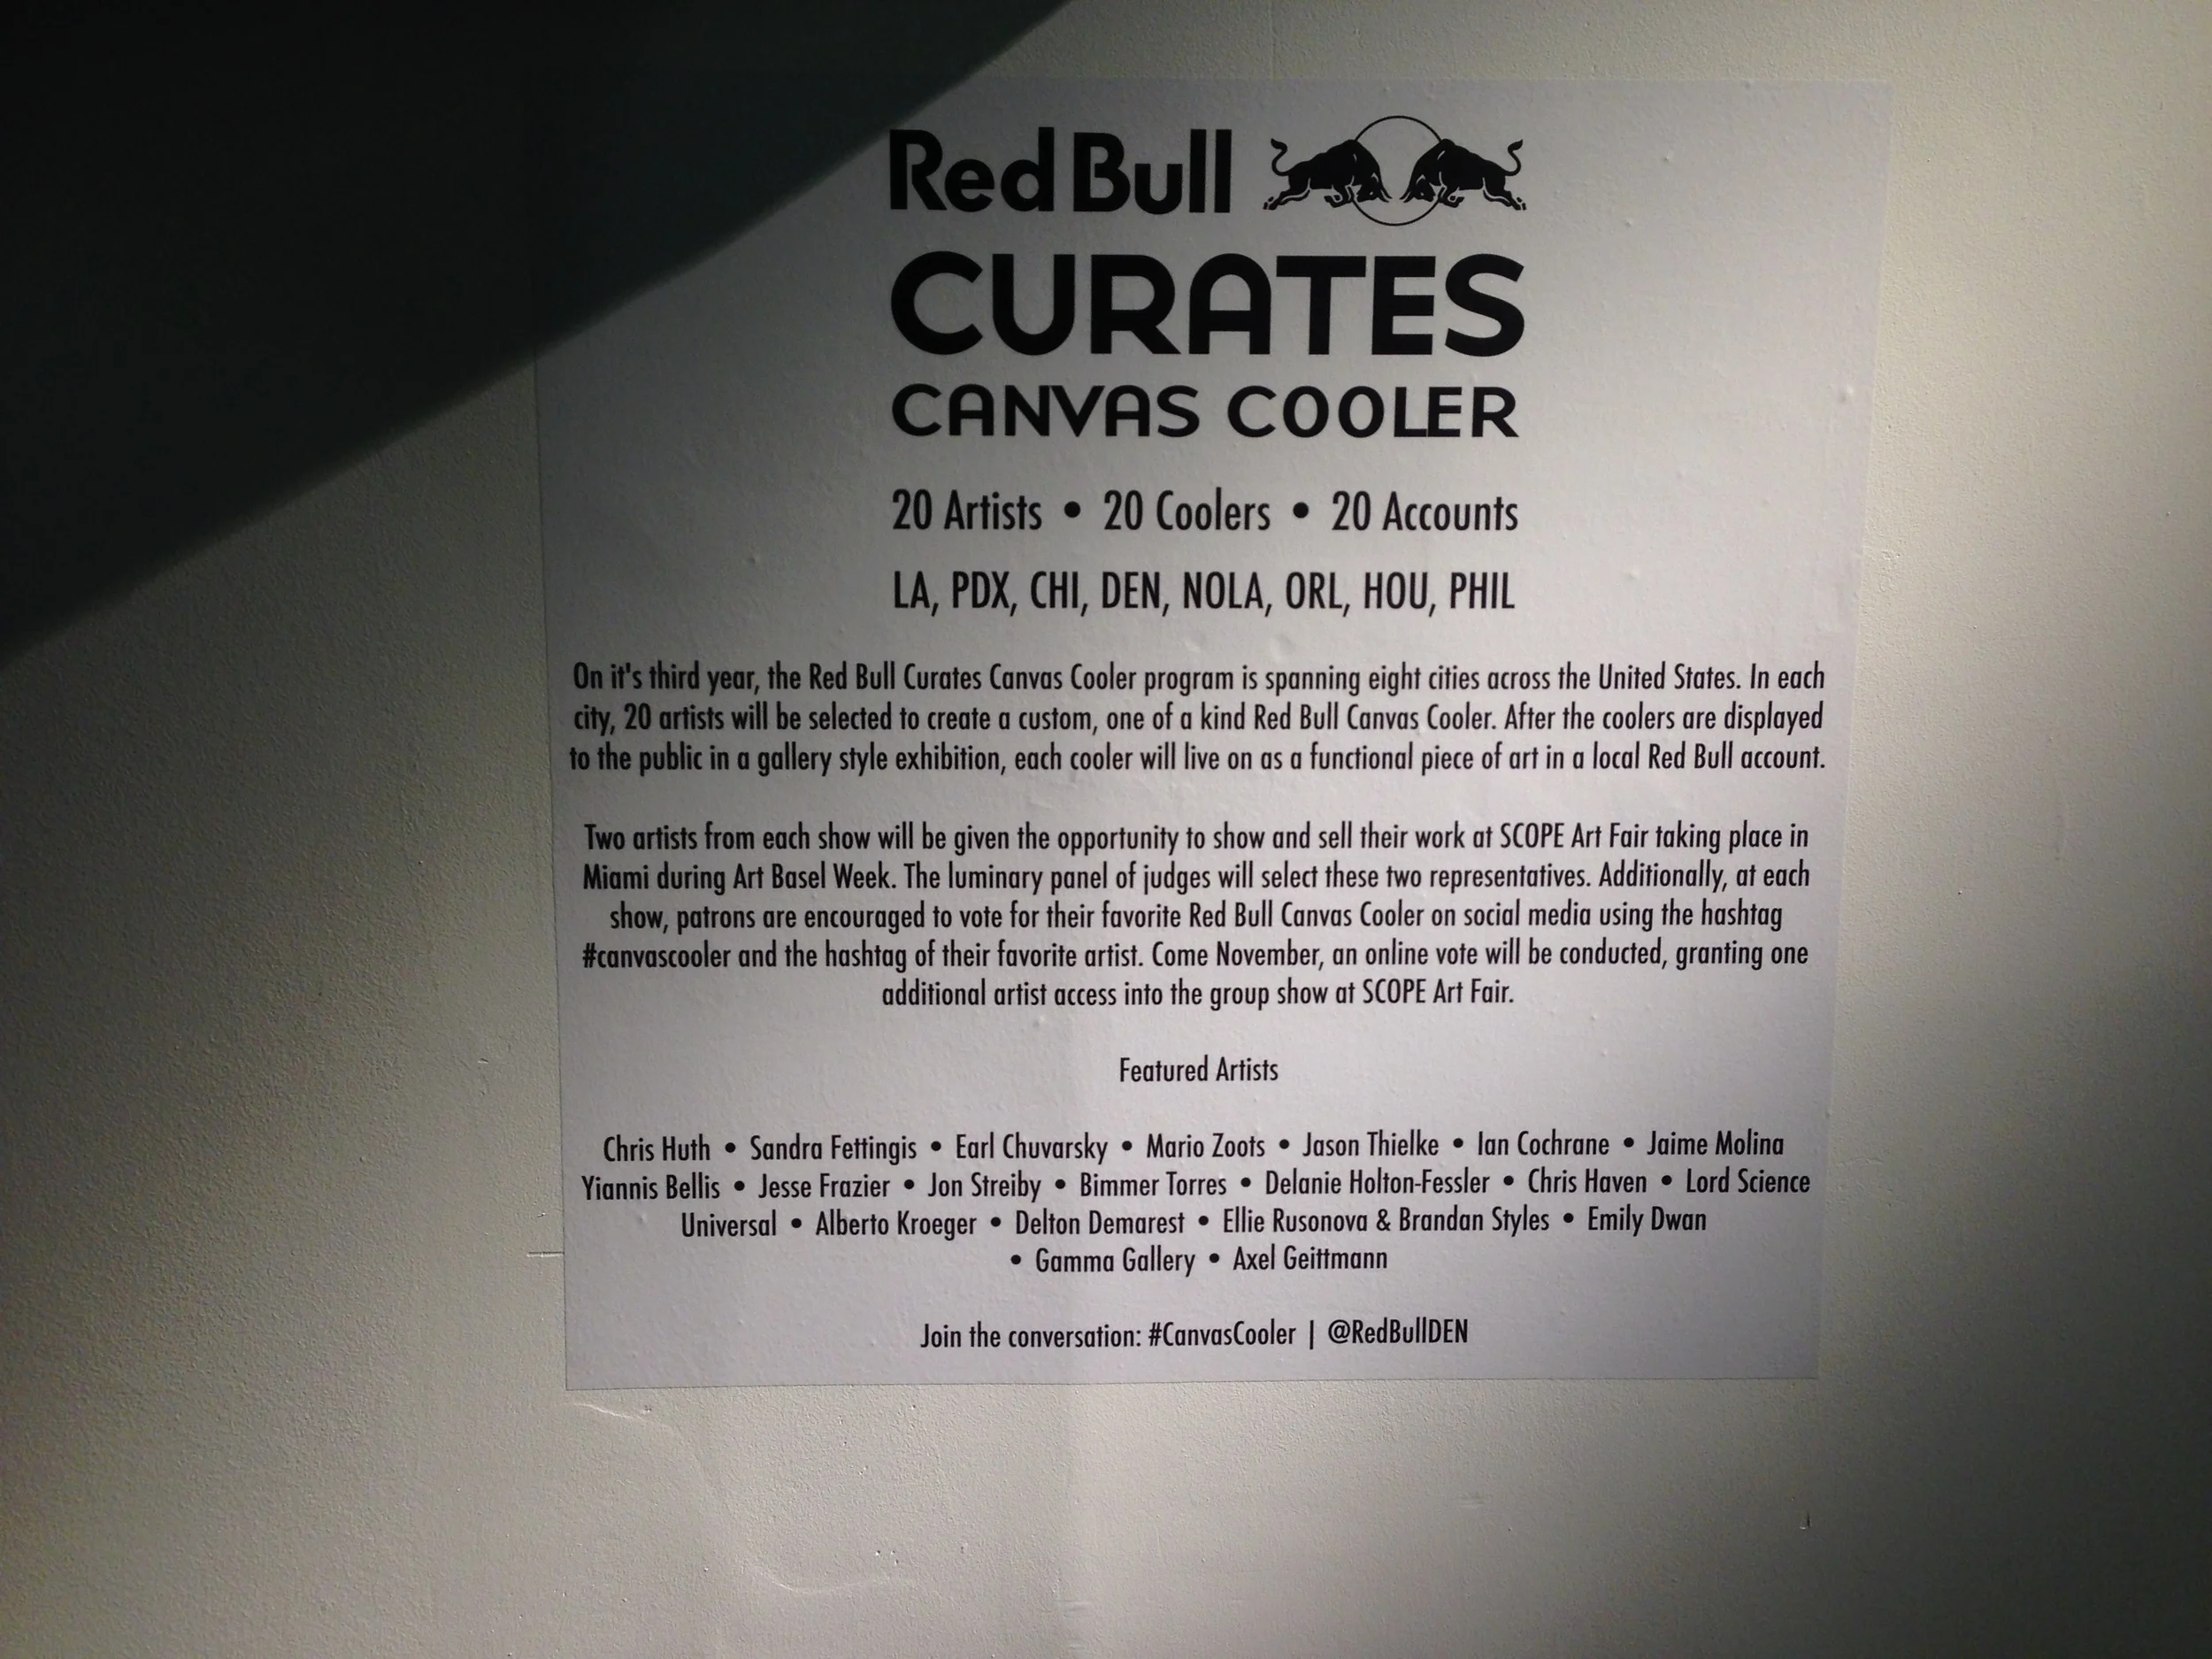 Red Bull
CURATES
CANVAS COOLER
20 Artists • 20 Coolers • 20 Accounts
LA, PDX, CHI, DEN, NOLA, ORL, HOU, PHIL
On it's third year, the Red Bull Curates Canvas Cooler program is spanning eight cities across the United States. In each
city, 20 artists will be selected to create a custom, one of a kind Red Bull Canvas Cooler. After the coolers are displayed
to the public in a gallery style exhibition, each cooler will live on as a functional piece of art in a local Red Bull account.
Two artists from each show will be given the opportunity to show and sell their work at SCOPE Art Fair taking place in
Miami during Art Basel Week. The luminary panel of judges will select these two representatives. Additionally, at each
show, patrons are encouraged to vote for their favorite Red Bull Canvas Cooler on social media using the hashtag
#canvascooler and the hashtag of their favorite artist. Come November, an online vote will be conducted, granting one
additional artist access into the group show at SCOPE Art Fair.
Featured Artists
Chris Huth • Sandra Fettingis • Earl Chuvarsky • Mario Zoots • Jason Thielke • Ian Cochrane • Jaime Molina
Yiannis Bellis • Jesse Frazier • Jon Streiby • Bimmer Torres • Delanie Holton-Fessler • Chris Haven • Lord Science
Universal • Alberto Kroeger • Delton Demarest • Ellie Rusonova & Brandan Styles • Emily Dwan
• Gamma Gallery • Axel Geittmann
Join the conversation: #CanvasCooler | @RedBullDEN